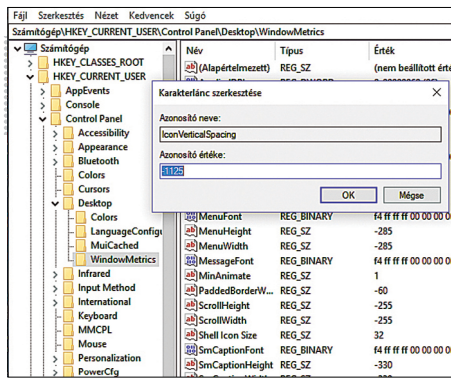 Fájl Szerkesztés Nézet Kedvencek Súgó
Számítógép\HKEY_CURRENT_USER\Control Panel\Desktop\WindowMetrics
Számítógép
HKEY_CLASSES_ROOT
HKEY_CURRENT_USER
AppEvents
Console
Control Panel
Accessibility
Appearance
Bluetooth
Colors
Cursors
Desktop
Colors
LanguageConfigu
MuiCached
WindowMetrics
Infrared
Input Method
International
Keyboard
MMCPL
Mouse
Personalization
PowerCfg
Név Típus Érték
(Alapértelmezett) REG_SZ (nem beállított érté
Karakterlánc szerkesztése
Azonosító neve:
IconVerticalSpacing
Azonosító értéke:
-1125
OK Mégse
MenuFont REG_BINARY f4 ff ff ff 00 00 00 0
MenuHeight REG_SZ -285
MenuWidth REG_SZ -285
MessageFont REG_BINARY f4 ff ff ff 00 00 00 0
MinAnimate REG_SZ 1
PaddedBorderW... REG_SZ -60
ScrollHeight REG_SZ -255
ScrollWidth REG_SZ -255
Shell Icon Size REG_SZ 32
SmCaptionFont REG_BINARY f4 ff ff ff 00 00 00 0
SmCaptionHeight REG_SZ -330